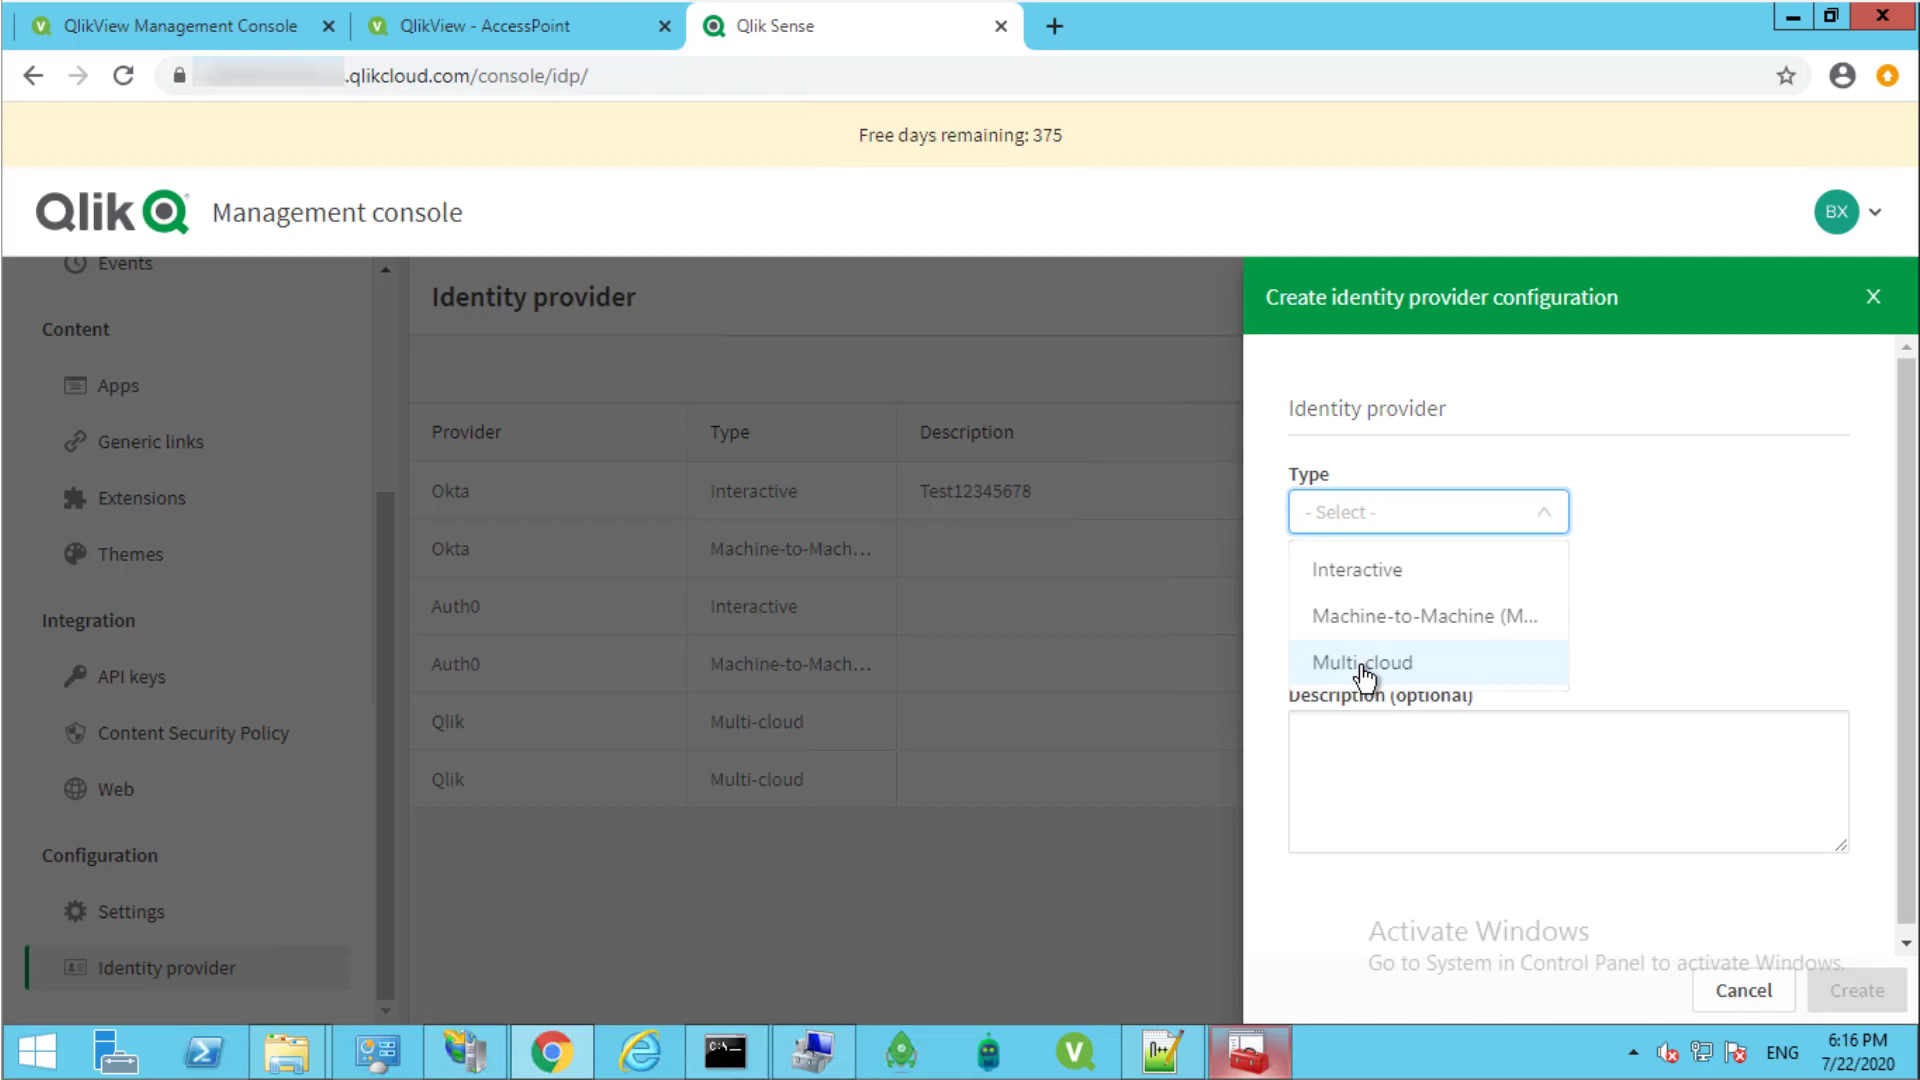 QlikView Management Console
QlikView - AccessPoint
Qlik Sense
.qlikcloud.com/console/idp/
Free days remaining: 375
Qlik
Management console
BX
Events
Content
Apps
Generic links
Extensions
Themes
Integration
API keys
Content Security Policy
Web
Configuration
Settings
Identity provider
Identity provider
Provider Type Description
Okta Interactive Test12345678
Okta Machine-to-Mach...
Auth0 Interactive
Auth0 Machine-to-Mach...
Qlik Multi-cloud
Qlik Multi-cloud
Create identity provider configuration
Identity provider
Type
- Select -
Interactive
Machine-to-Machine (M...
Multi-cloud
Description (optional)
Activate Windows
Go to System in Control Panel to activate Windows.
Cancel
Create
ENG
6:16 PM
7/22/2020